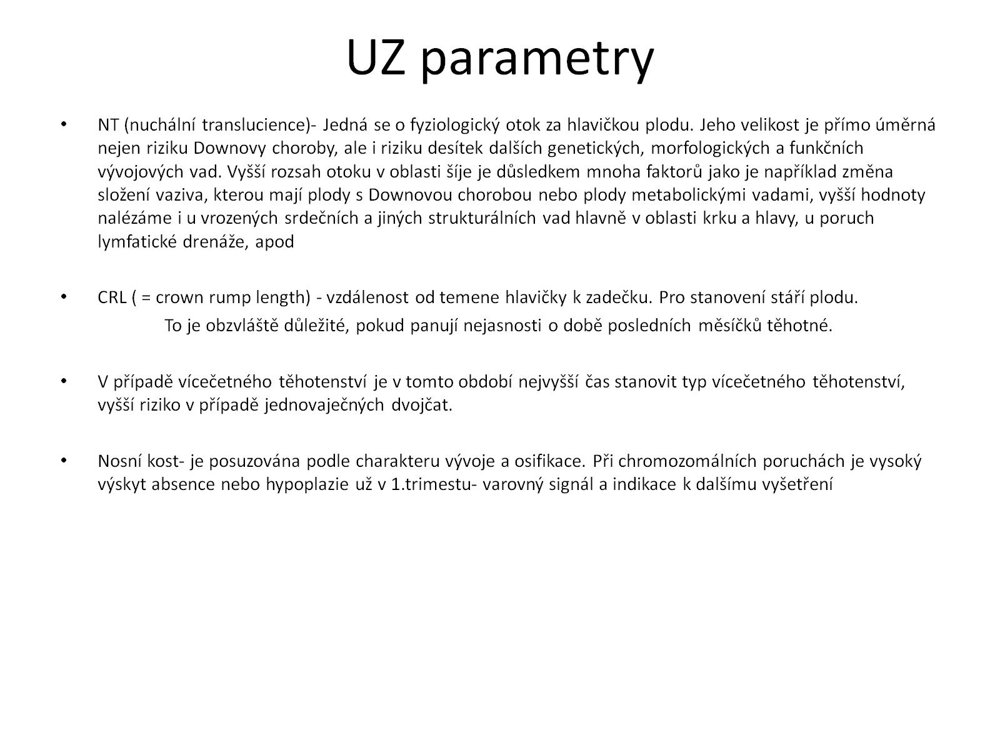 UZ parametry
• NT (nuchální translucience)- Jedná se o fyziologický otok za hlavičkou plodu. Jeho velikost je přímo úměrná
nejen riziku Downovy choroby, ale i riziku desítek dalších genetických, morfologických a funkčních
vývojových vad. Vyšší rozsah otoku v oblasti šíje je důsledkem mnoha faktorů jako je například změna
složení vaziva, kterou mají plody s Downovou chorobou nebo plody metabolickými vadami, vyšší hodnoty
nalézáme i u vrozených srdečních a jiných strukturálních vad hlavně v oblasti krku a hlavy, u poruch
lymfatické drenáže, apod
• CRL ( = crown rump length) - vzdálenost od temene hlavičky k zadečku. Pro stanovení stáří plodu.
To je obzvláště důležité, pokud panují nejasnosti o době posledních měsíčků těhotné.
• V případě vícečetného těhotenství je v tomto období nejvyšší čas stanovit typ vícečetného těhotenství,
vyšší riziko v případě jednovaječných dvojčat.
• Nosní kost- je posuzována podle charakteru vývoje a osifikace. Při chromozomálních poruchách je vysoký
výskyt absence nebo hypoplazie už v 1.trimestu- varovný signál a indikace k dalšímu vyšetření